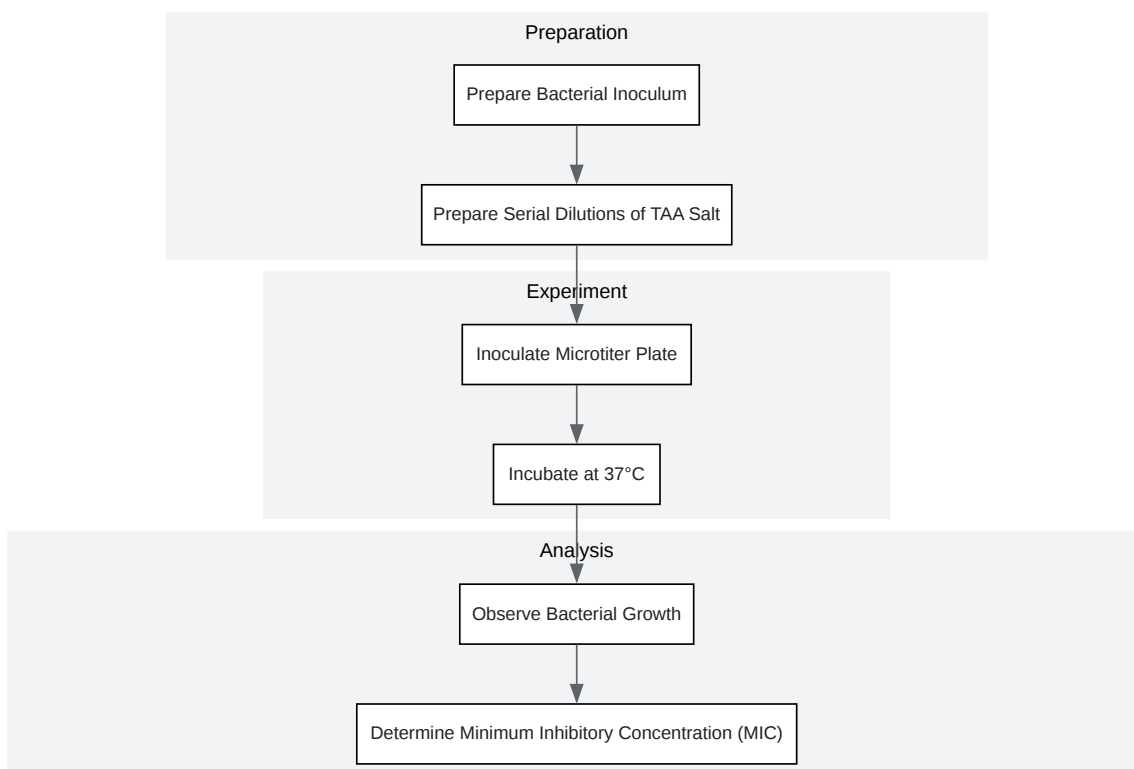 Preparation
Prepare Bacterial Inoculum
Prepare Serial Dilutions of TAA Salt
Experiment
Inoculate Microtiter Plate
Incubate at 37°C
Analysis
Observe Bacterial Growth
Determine Minimum Inhibitory Concentration (MIC)